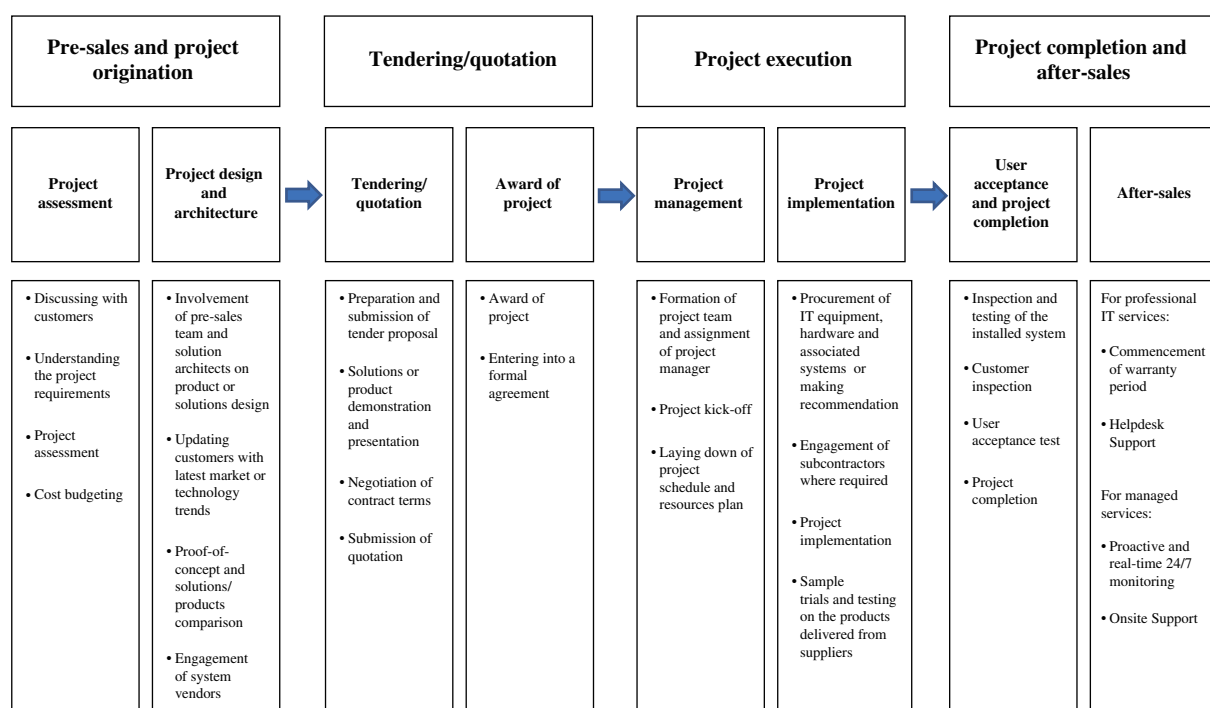 Pre-sales and project
origination
Tendering/quotation
Project execution
Project completion and
after-sales
Project
assessment
Project design
and
architecture
Tendering/
quotation
Award of
project
Project
management
Project
implementation
User
acceptance
and project
completion
After-sales
• Discussing with
customers
• Understanding
the project
requirements
• Project
assessment
• Cost budgeting
• Involvement
of pre-sales
team and
solution
architects on
product or
solutions design
• Updating
customers with
latest market or
technology
trends
• Proof-of-
concept and
solutions/
products
comparison
• Engagement
of system
vendors
• Preparation and
submission of
tender proposal
• Solutions or
product
demonstration
and
presentation
• Negotiation of
contract terms
• Submission of
quotation
• Award of
project
• Entering into a
formal
agreement
• Formation of
project team
and assignment
of project
manager
• Project kick-off
• Laying down of
project
schedule and
resources plan
• Procurement of
IT equipment,
hardware and
associated
systems or
making
recommendation
• Engagement of
subcontractors
where required
• Project
implementation
• Sample
trials and testing
on the products
delivered from
suppliers
• Inspection and
testing of the
installed system
• Customer
inspection
• User
acceptance test
• Project
completion
For professional
IT services:
• Commencement
of warranty
period
• Helpdesk
Support
For managed
services:
• Proactive and
real-time 24/7
monitoring
• Onsite Support